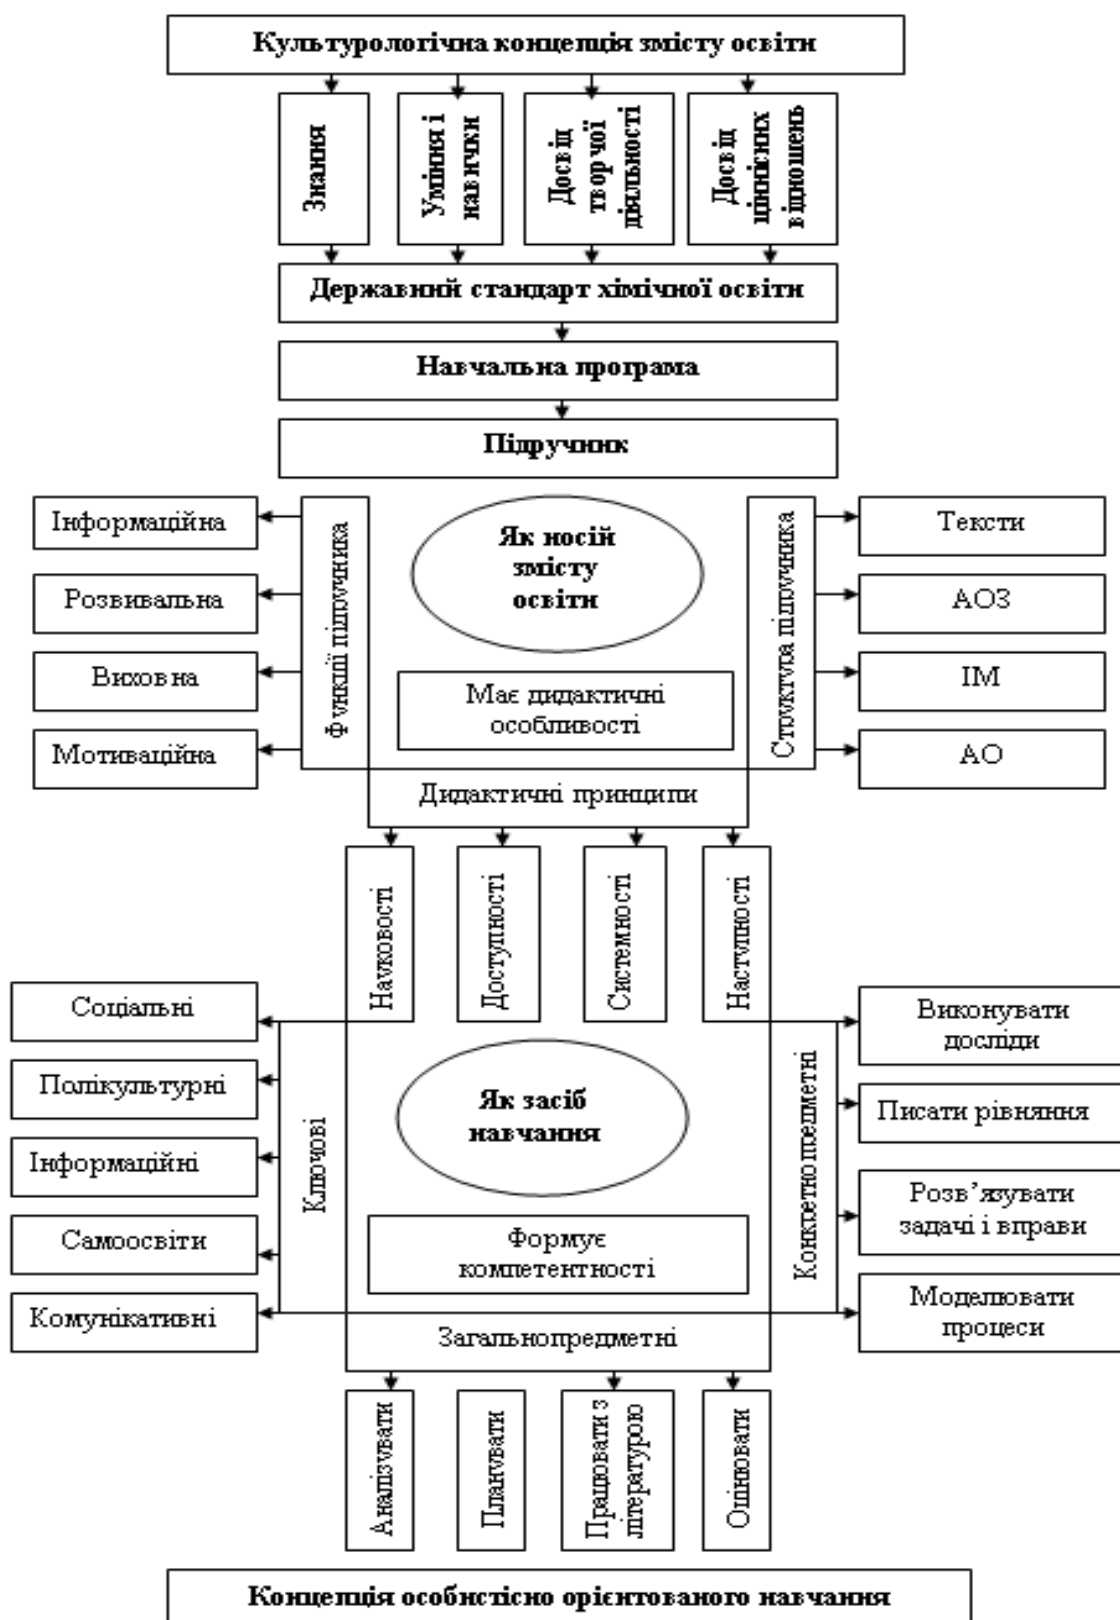 Культурологічна концепція змісту освіти
Знання
Уміння і
навички
Досвід
творчої
діяльності
Досвід
ціннісних
відношень
Державний стандарт хімічної освіти
Навчальна програма
Підручник
Інформаційна
Розвивальна
Виховна
Мотиваційна
Функції підручника
Як носій
змісту
освіти
Має дидактичні
особливості
Структура підручника
Тексти
АОЗ
ІМ
АО
Дидактичні принципи
Науковості
Доступності
Системності
Наступності
Соціальні
Полікультурні
Інформаційні
Самоосвіти
Комунікативні
Ключові
Як засіб
навчання
Формує
компетентності
Конкретнопредметні
Виконувати
досліди
Писати рівняння
Розв’язувати
задачі і вправи
Моделювати
процеси
Загальнопредметні
Аналізувати
Планувати
Працювати з
літературою
Оцінювати
Концепція особистісно орієнтованого навчання